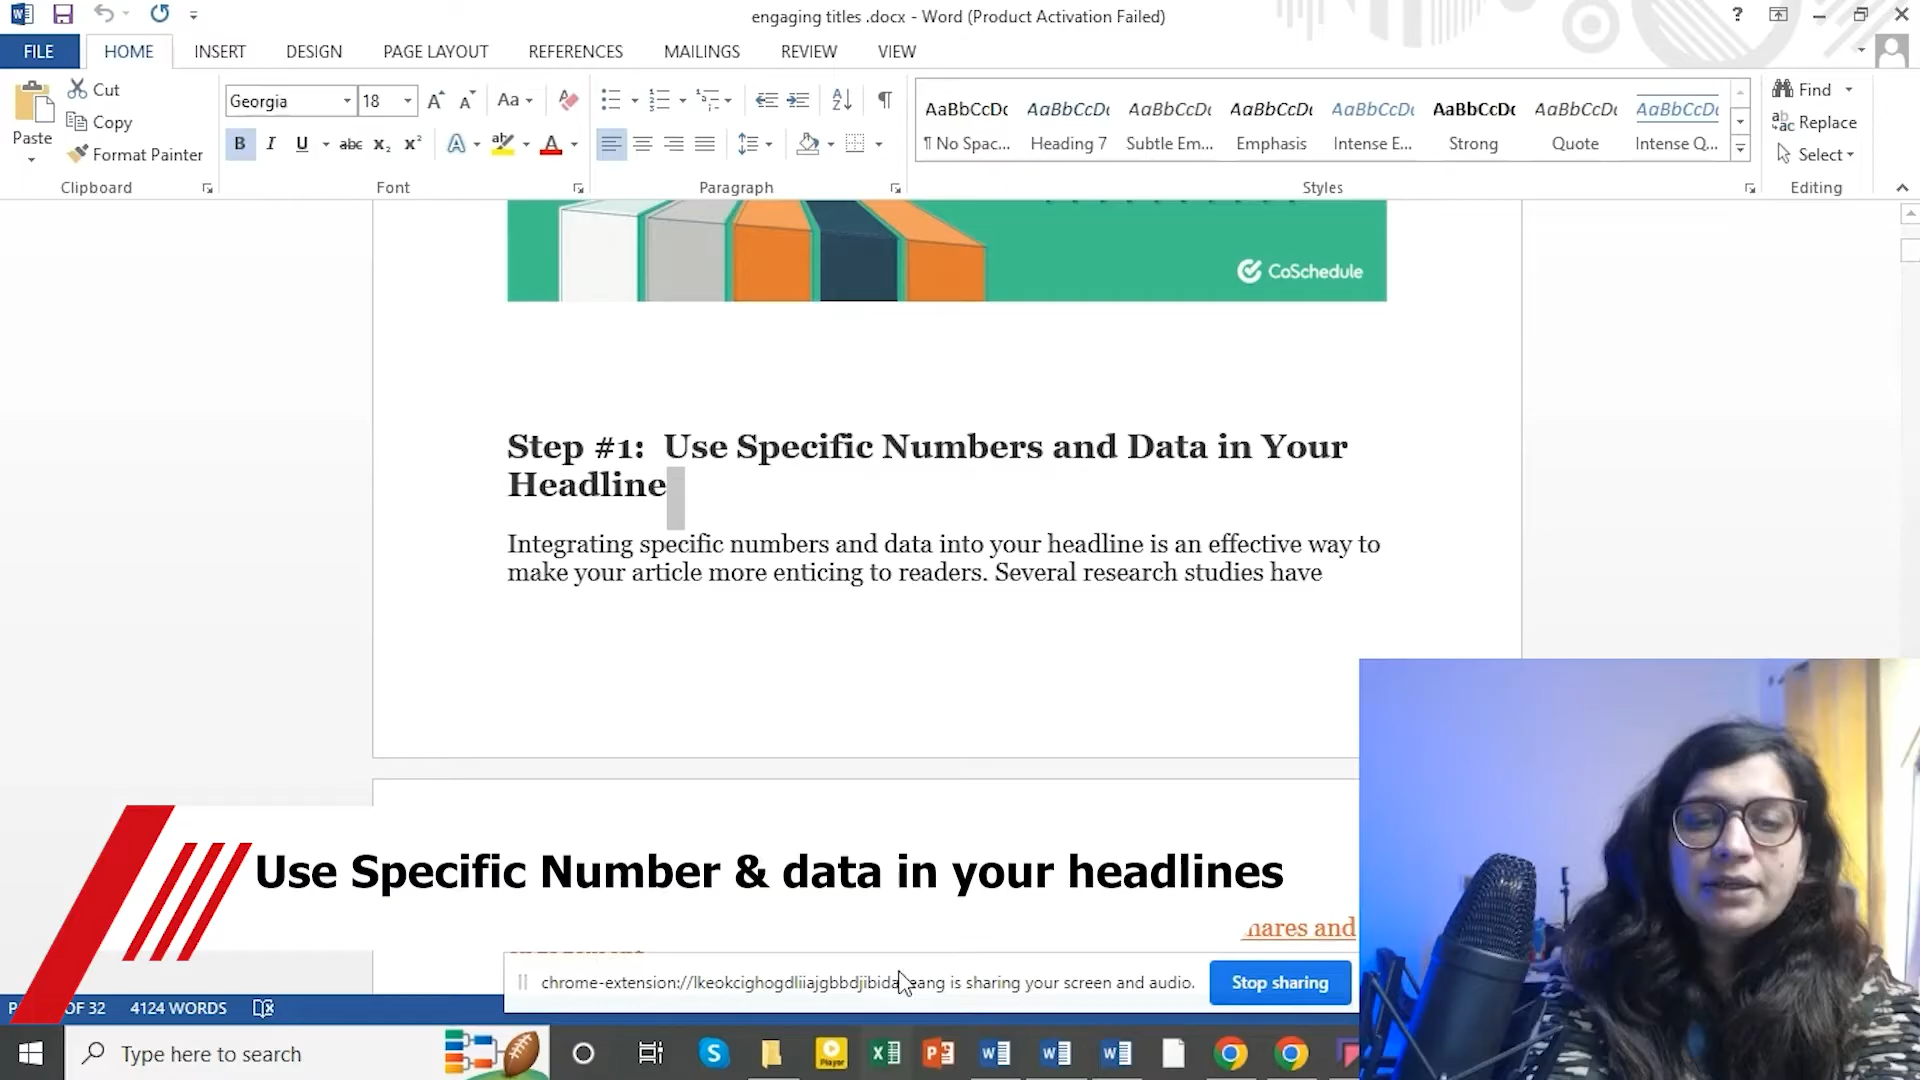 engaging titles .docx - Word (Product Activation Failed)
FILE HOME INSERT DESIGN PAGE LAYOUT REFERENCES MAILINGS REVIEW VIEW
Paste
Cut
Copy
Format Painter
Clipboard
Georgia 18
Font
Paragraph
AaBbCcDc AaBbCcDc AaBbCcDc AaBbCcDc AaBbCcDc AaBbCcDc AaBbCcDc AaBbCcDc
¶ No Spac... Heading 7 Subtle Em... Emphasis Intense E... Strong Quote Intense Q...
Styles
Find
Replace
Select
Editing
CoSchedule
Step #1:  Use Specific Numbers and Data in Your
Headline
Integrating specific numbers and data into your headline is an effective way to
make your article more enticing to readers. Several research studies have
Use Specific Number & data in your headlines
hares and
is sharing your screen and audio.
Stop sharing
OF 32 4124 WORDS
Type here to search
Player